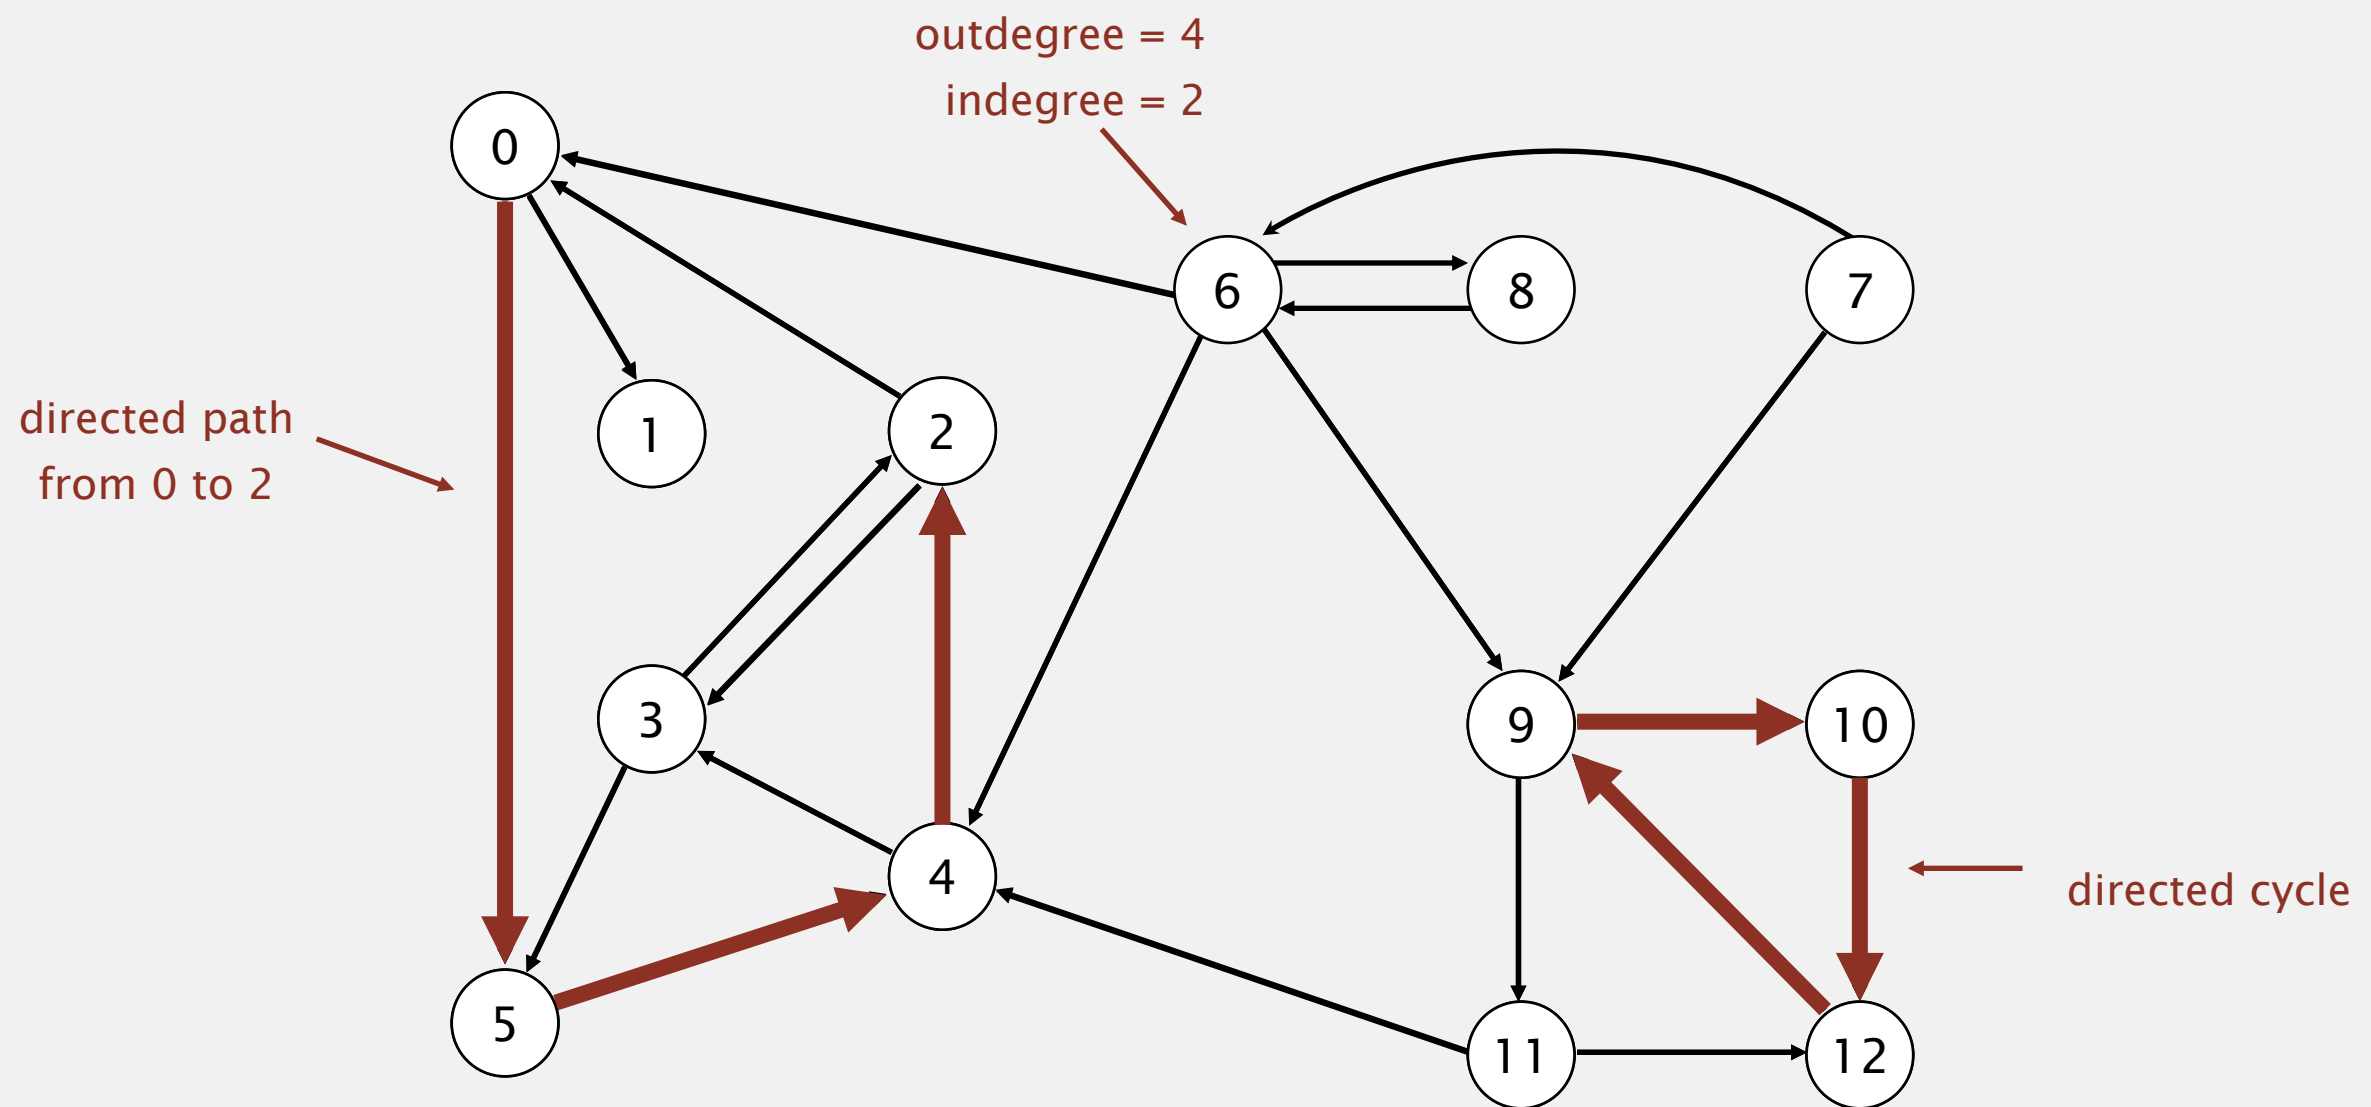 outdegree = 4
indegree = 2
0
6
8
7
directed path
from 0 to 2
1
2
3
9
10
4
directed cycle
5
11
12